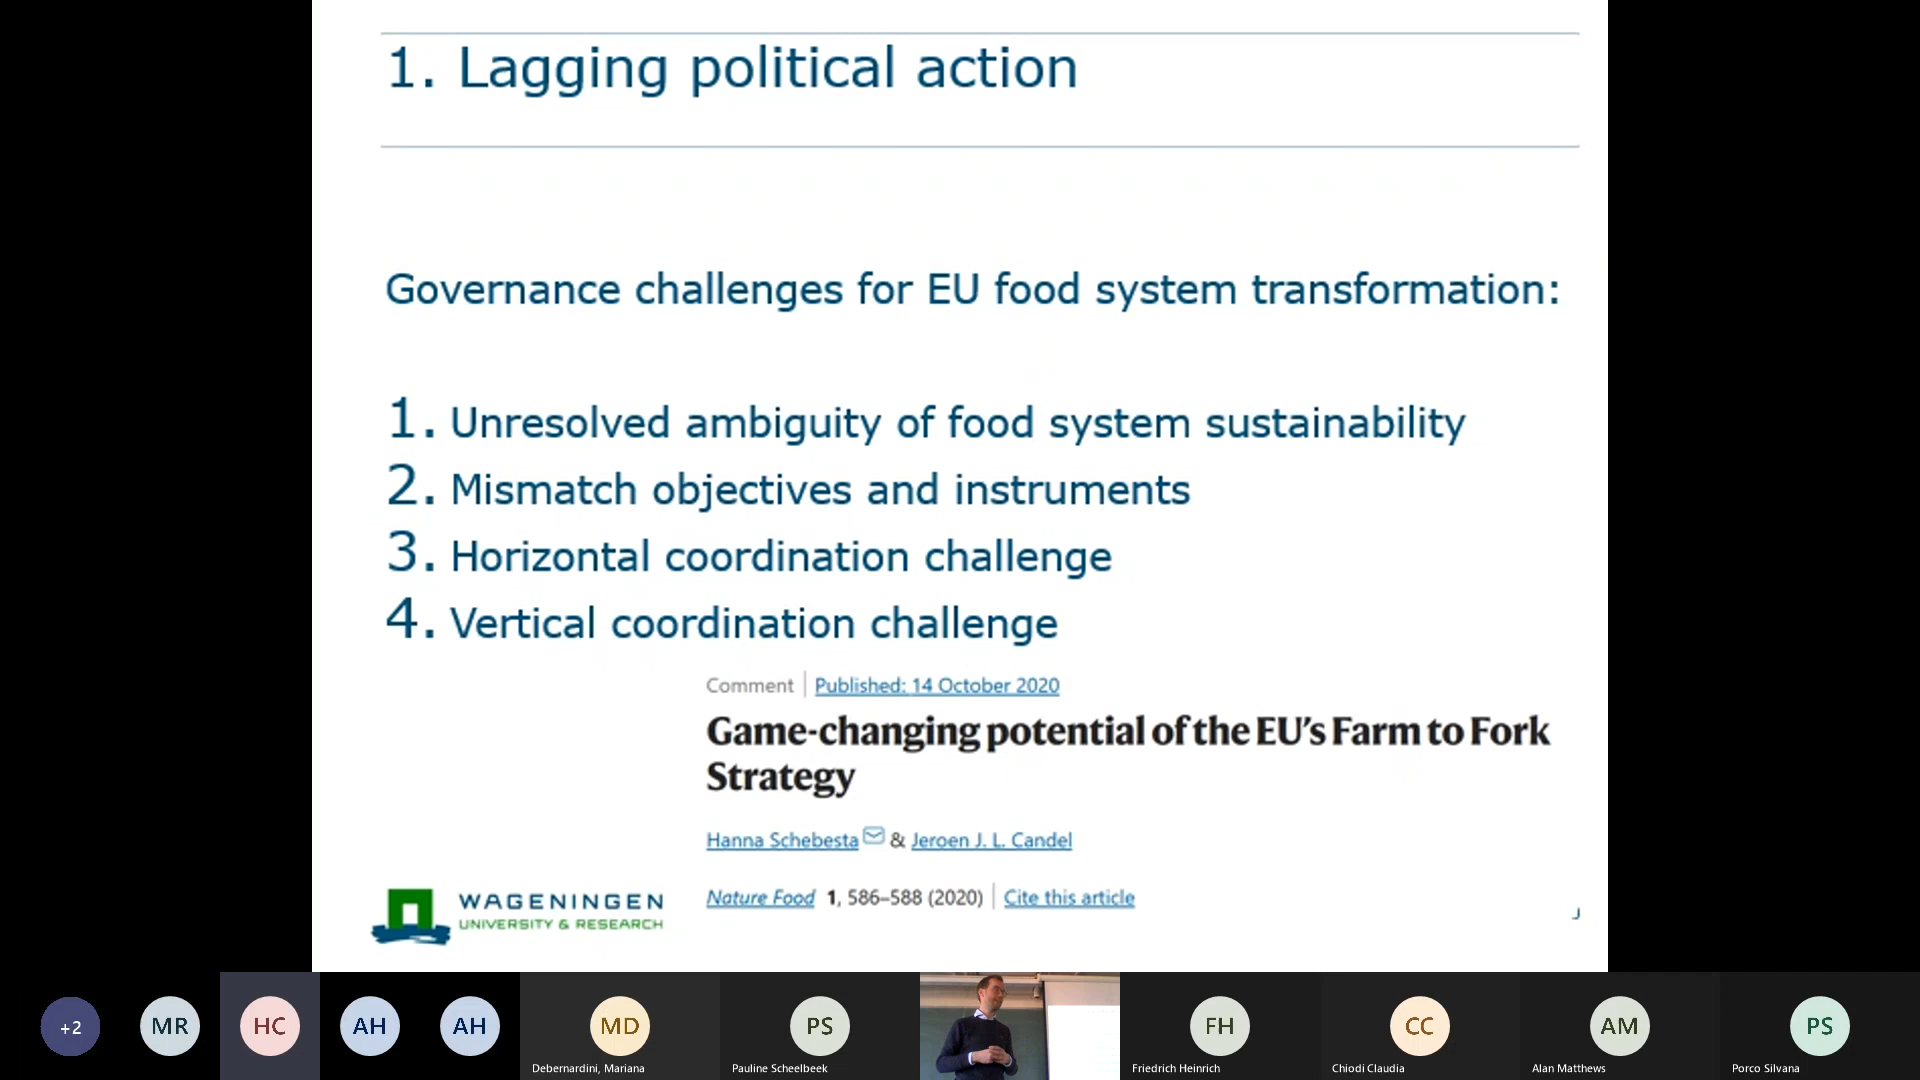 1. Lagging political action
Governance challenges for EU food system transformation:
1. Unresolved ambiguity of food system sustainability
2. Mismatch objectives and instruments
3. Horizontal coordination challenge
4. Vertical coordination challenge
Comment | Published: 14 October 2020
Game-changing potential of the EU's Farm to Fork
Strategy
Hanna Schebesta & Jeroen J. L. Candel
Nature Food 1, 586–588 (2020) | Cite this article
WAGENINGEN
UNIVERSITY & RESEARCH
+2
MR
HC
AH
AH
MD
Debernardini, Mariana
PS
Pauline Scheelbeek
FH
Friedrich Heinrich
CC
Chiodi Claudia
AM
Alan Matthews
PS
Porco Silvana